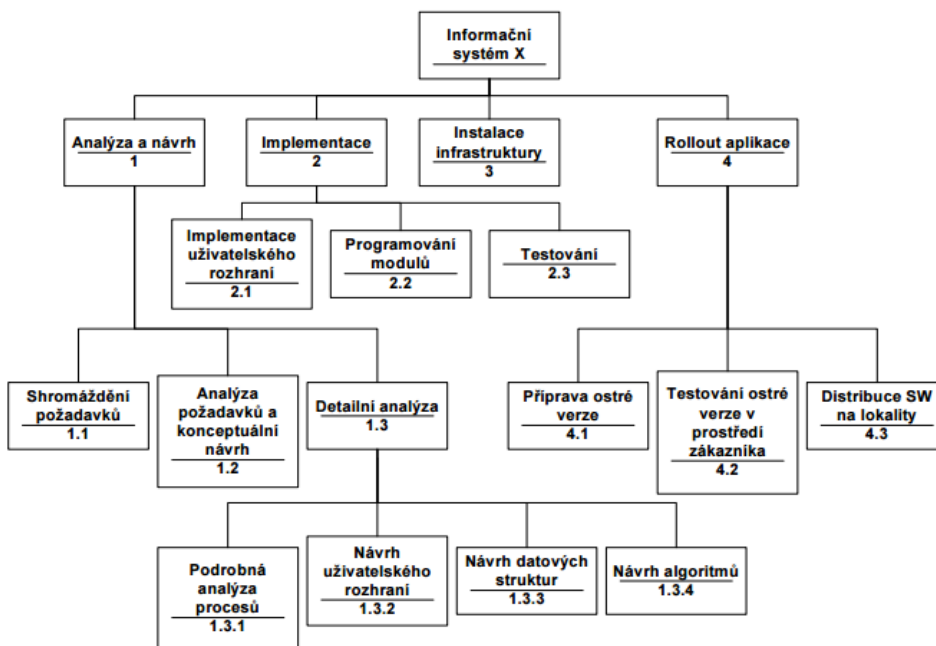 Informační
systém X
Analýza a návrh
1
Implementace
2
Instalace
infrastruktury
3
Rollout aplikace
4
Implementace
uživatelského
rozhraní
2.1
Programování
modulů
2.2
Testování
2.3
Shromáždění
požadavků
1.1
Analýza
požadavků a
konceptuální
návrh
1.2
Detailní analýza
1.3
Příprava ostré
verze
4.1
Testování ostré
verze v
prostředí
zákazníka
4.2
Distribuce SW
na lokality
4.3
Podrobná
analýza
procesů
1.3.1
Návrh
uživatelského
rozhraní
1.3.2
Návrh datových
struktur
1.3.3
Návrh algoritmů
1.3.4